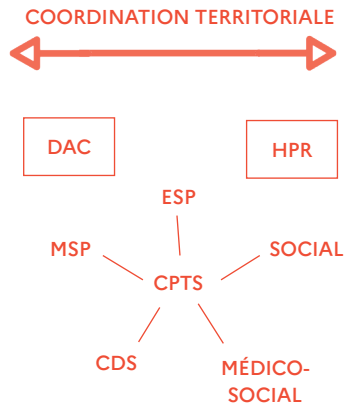 COORDINATION TERRITORIALE
DAC
HPR
ESP
MSP
SOCIAL
CPTS
CDS
MÉDICO-
SOCIAL